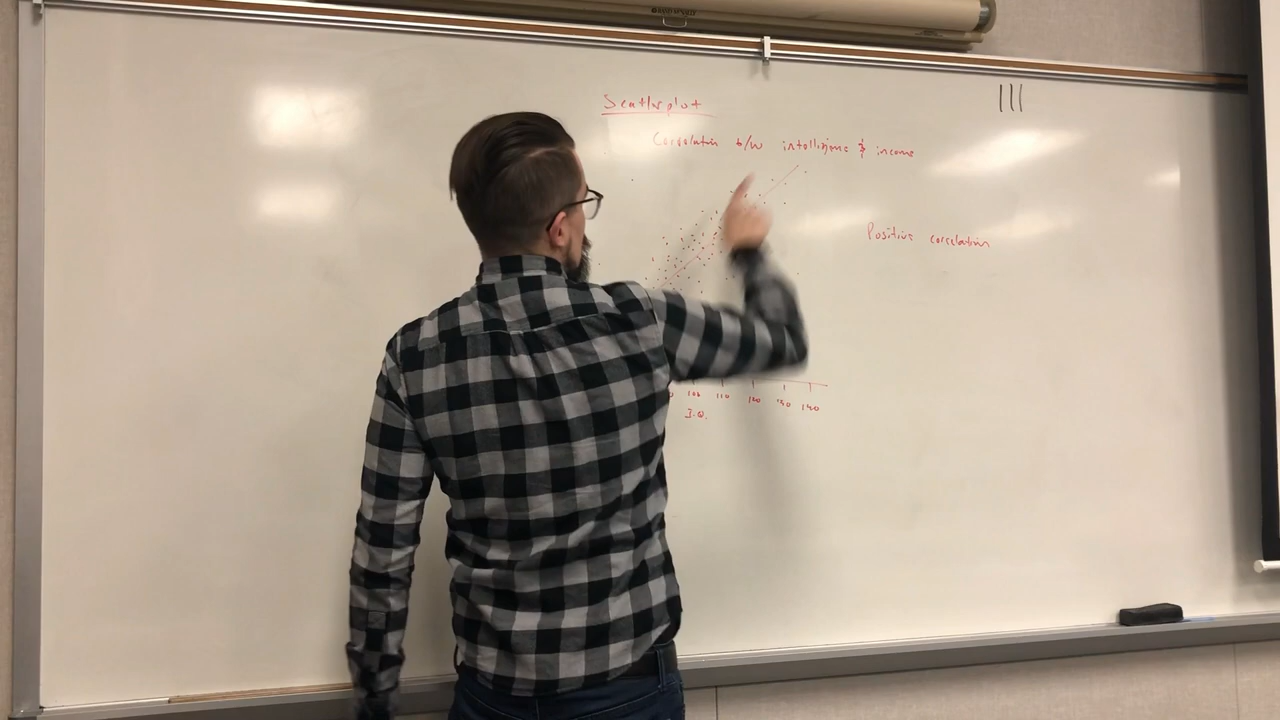 Scatterplot
Correlation b/w intelligence & income
Positive correlation
100 110 120 130 140
I.Q.